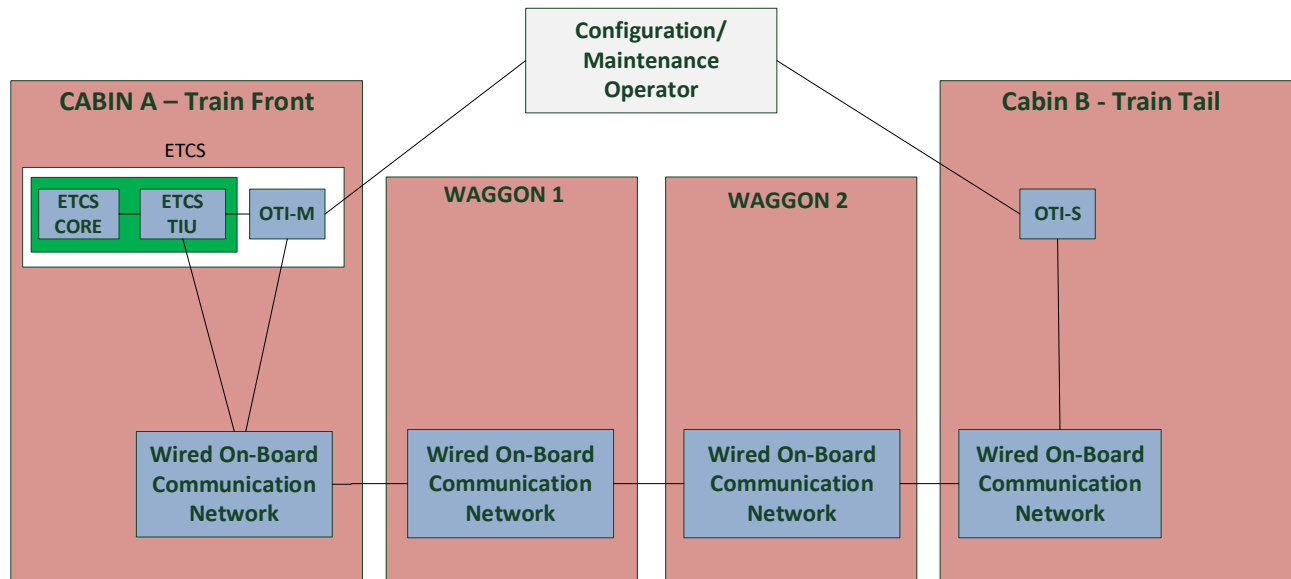 Configuration/
Maintenance
Operator
CABIN A – Train Front
Cabin B - Train Tail
ETCS
ETCS
CORE
ETCS
TIU
OTI-M
WAGGON 1
WAGGON 2
OTI-S
Wired On-Board
Communication
Network
Wired On-Board
Communication
Network
Wired On-Board
Communication
Network
Wired On-Board
Communication
Network